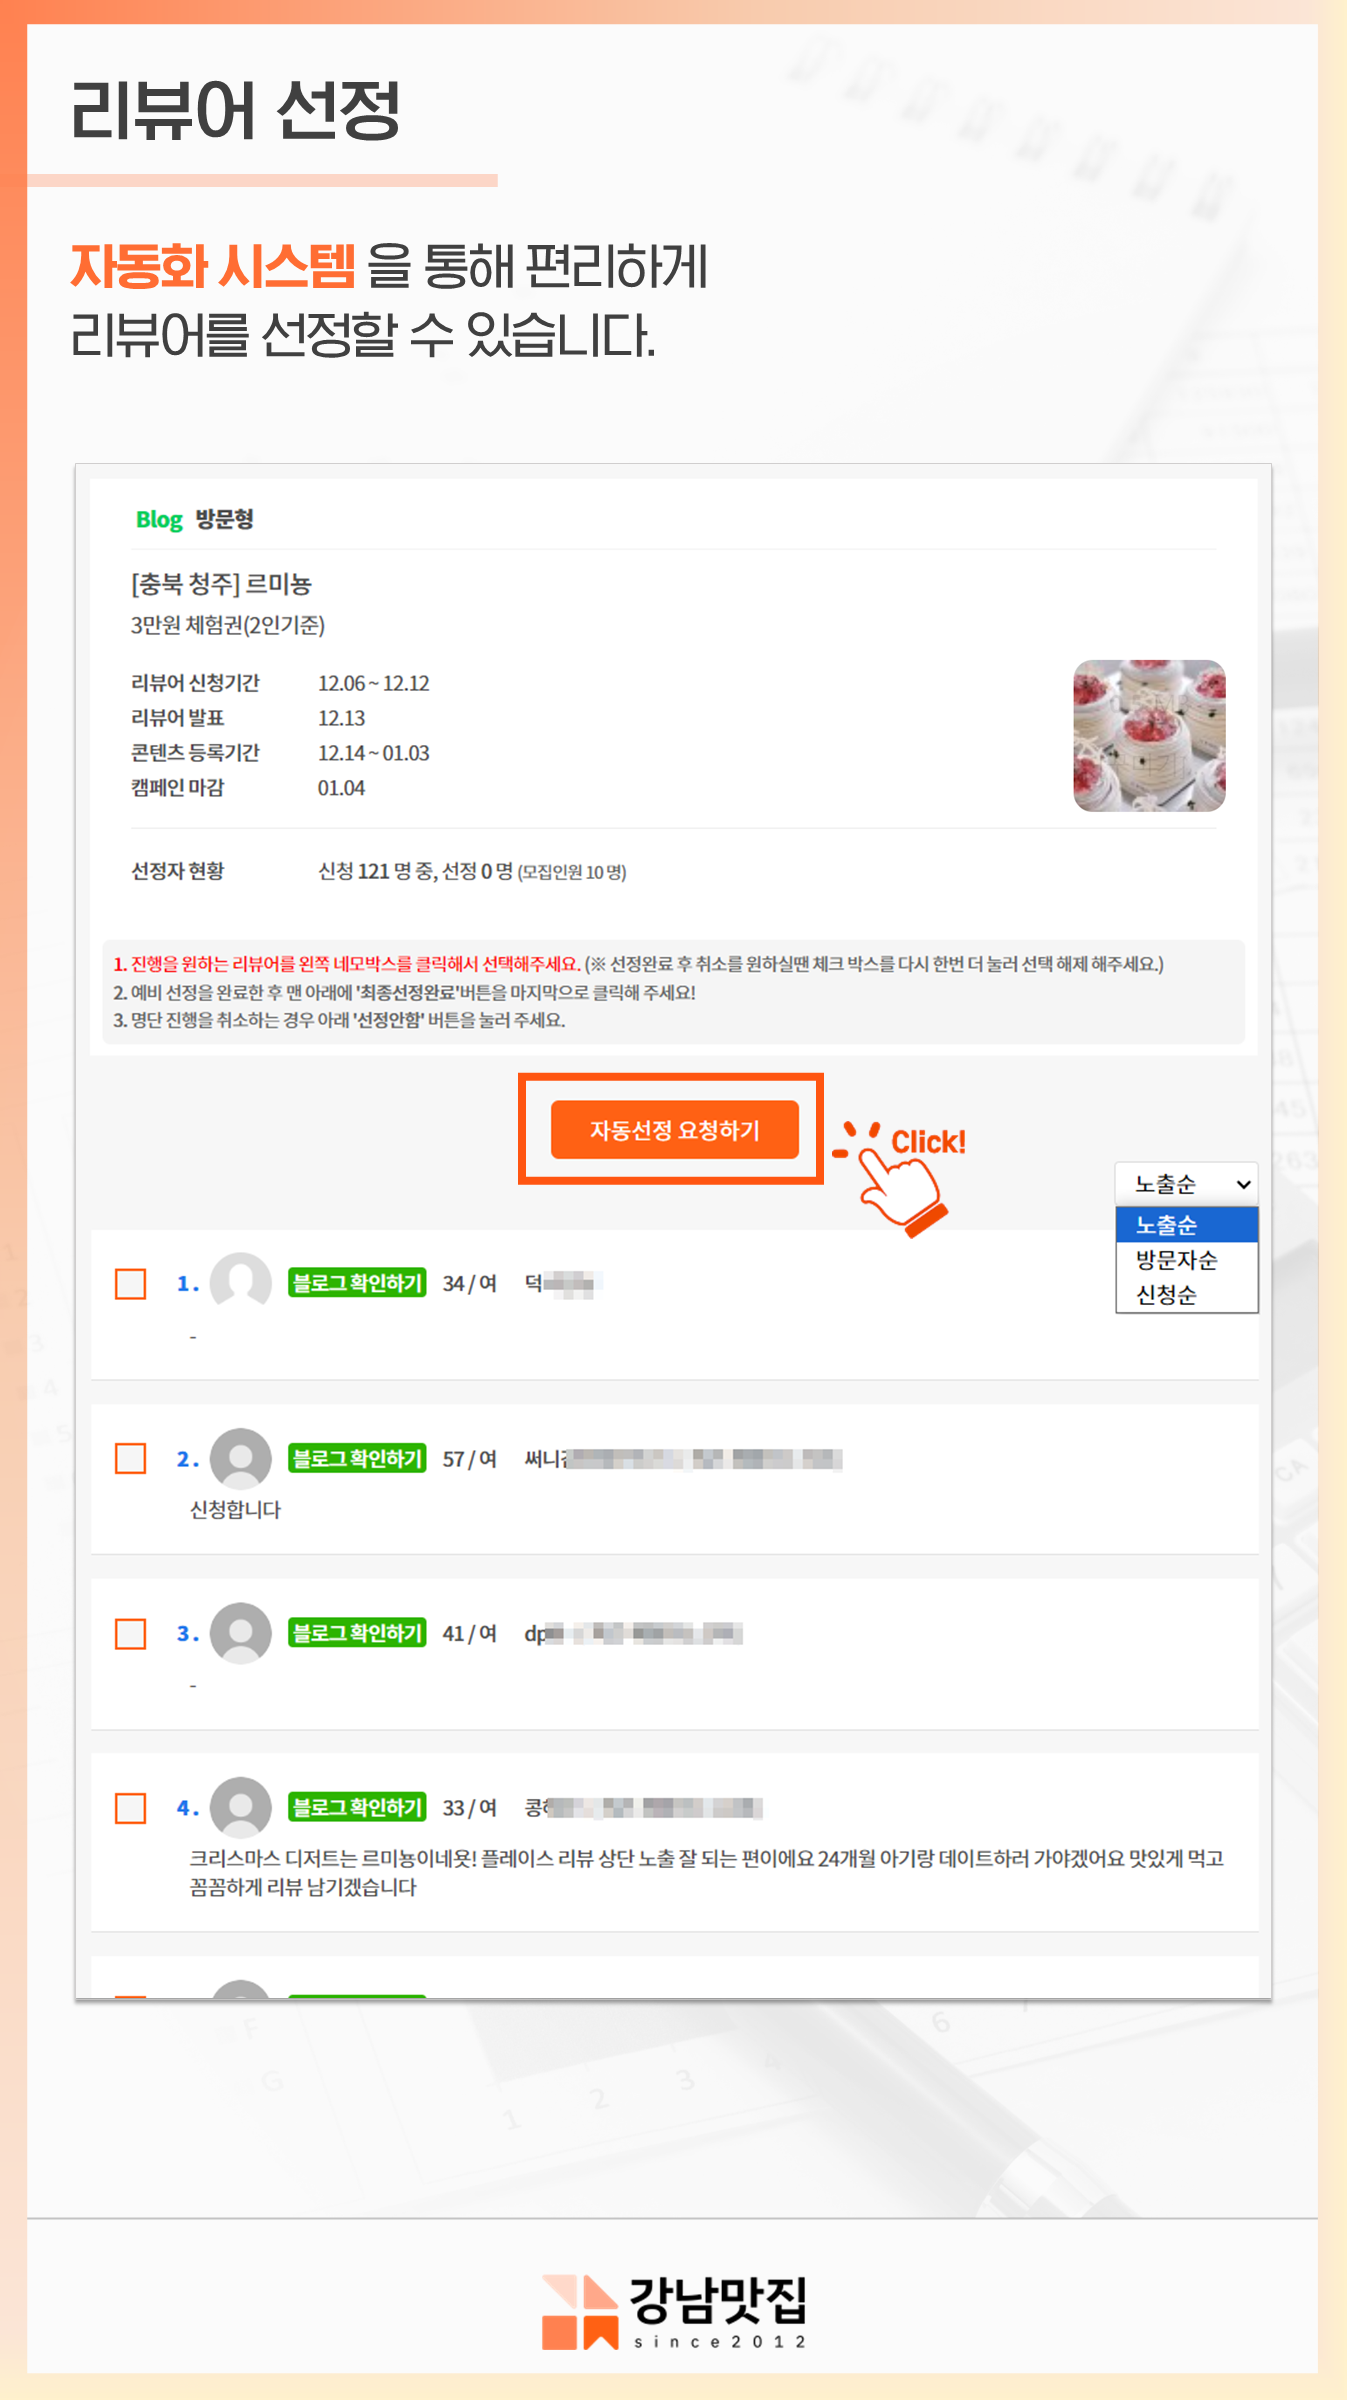 리뷰어 선정
자동화 시스템 을 통해 편리하게
리뷰어를 선정할 수 있습니다.
Blog 방문형
[충북 청주] 르미뇽
3만원 체험권(2인기준)
리뷰어 신청기간 12.06 ~ 12.12
리뷰어 발표 12.13
콘텐츠 등록기간 12.14 ~ 01.03
캠페인 마감 01.04
선정자 현황 신청 121 명 중, 선정 0 명 (모집인원 10 명)
1. 진행을 원하는 리뷰어를 왼쪽 네모박스를 클릭해서 선택해주세요. (※ 선정완료 후 취소를 원하실땐 체크 박스를 다시 한번 더 눌러 선택 해제 해주세요.)
2. 예비 선정을 완료한 후 맨 아래에 '최종선정완료'버튼을 마지막으로 클릭해 주세요!
3. 명단 진행을 취소하는 경우 아래 '선정안함' 버튼을 눌러 주세요.
자동선정 요청하기
Click!
노출순
노출순
방문자순
신청순
1. 블로그 확인하기 34 / 여 덕
-
2. 블로그 확인하기 57 / 여 써니
신청합니다
3. 블로그 확인하기 41 / 여 dp
-
4. 블로그 확인하기 33 / 여 콩
크리스마스 디저트는 르미뇽이네욧! 플레이스 리뷰 상단 노출 잘 되는 편이에요 24개월 아기랑 데이트하러 가야겠어요 맛있게 먹고
꼼꼼하게 리뷰 남기겠습니다
강남맛집
since2012